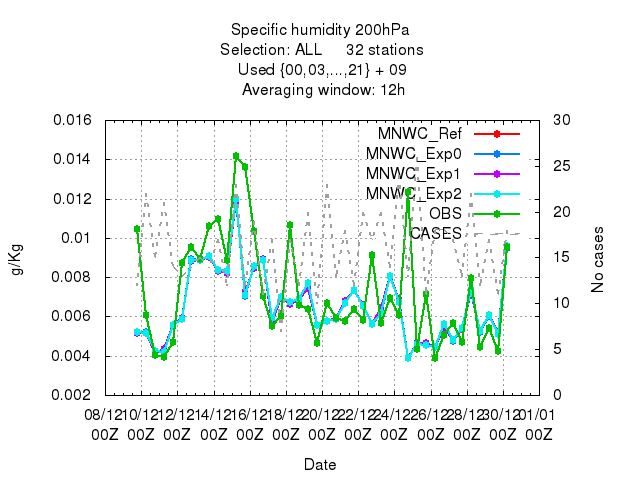 Specific humidity 200hPa
Selection: ALL 32 stations
Used {00,03,...,21} + 09
Averaging window: 12h
0.016 30
MNWC_Ref
0.014 MNWC_Exp0 25
MNWC_Exp1
0.012 MNWC_Exp2 20
OBS
0.01 CASES 15
0.008 10
0.006 5
0.004 0
0.002
g/Kg
No cases
08/12 10/12 12/12 14/12 16/12 18/12 20/12 22/12 24/12 26/12 28/12 30/12 01/01
00Z 00Z 00Z 00Z 00Z 00Z 00Z 00Z 00Z 00Z 00Z 00Z 00Z
Date